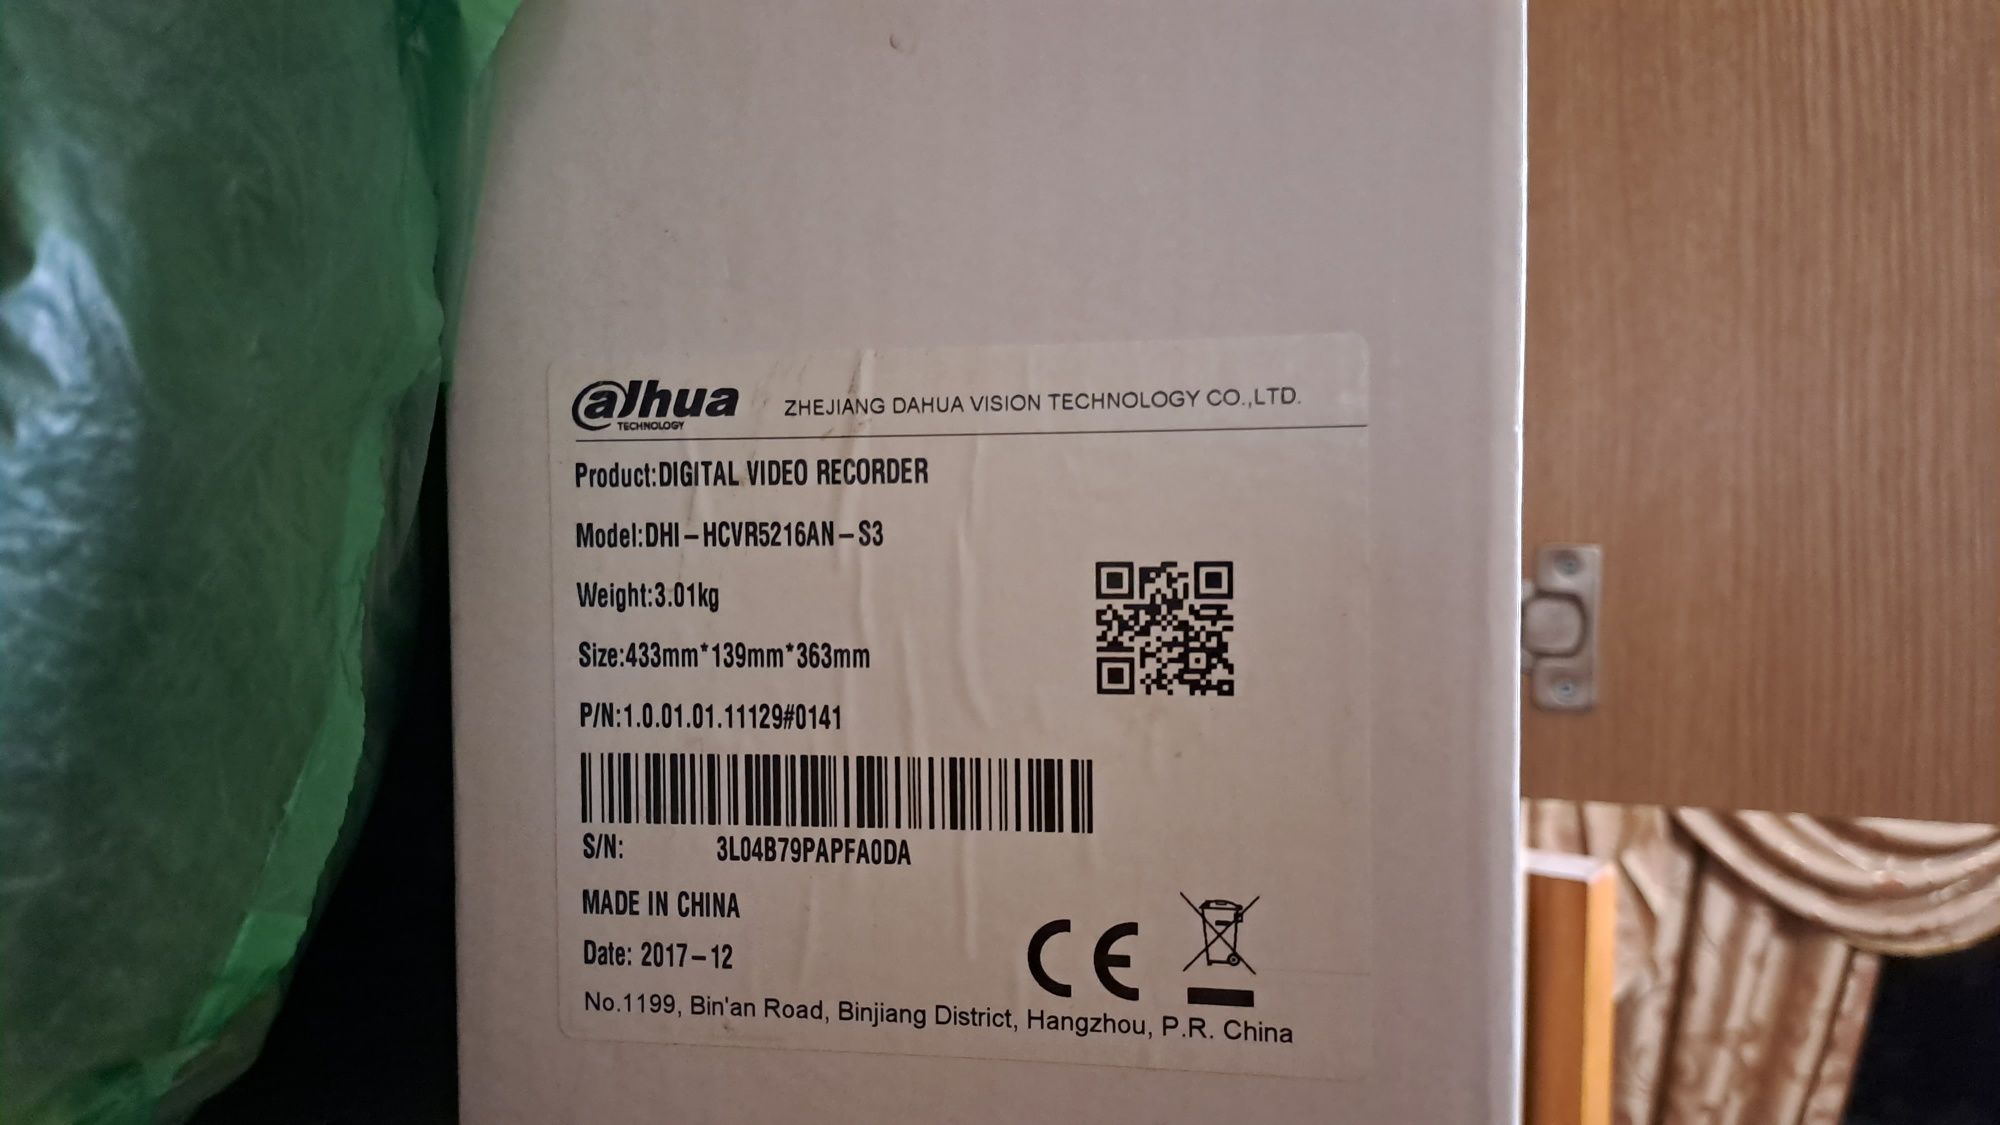 alhua
TECHNOLOGY
ZHEJIANG DAHUA VISION TECHNOLOGY CO.,LTD.
Product:DIGITAL VIDEO RECORDER
Model:DHI-HCVR5216AN-S3
Weight:3.01kg
Size:433mm*139mm*363mm
P/N:1.0.01.01.11129#0141
S/N: 3L04B79PAPFA0DA
MADE IN CHINA
Date: 2017-12
CE
No.1199, Bin'an Road, Binjiang District, Hangzhou, P.R. China